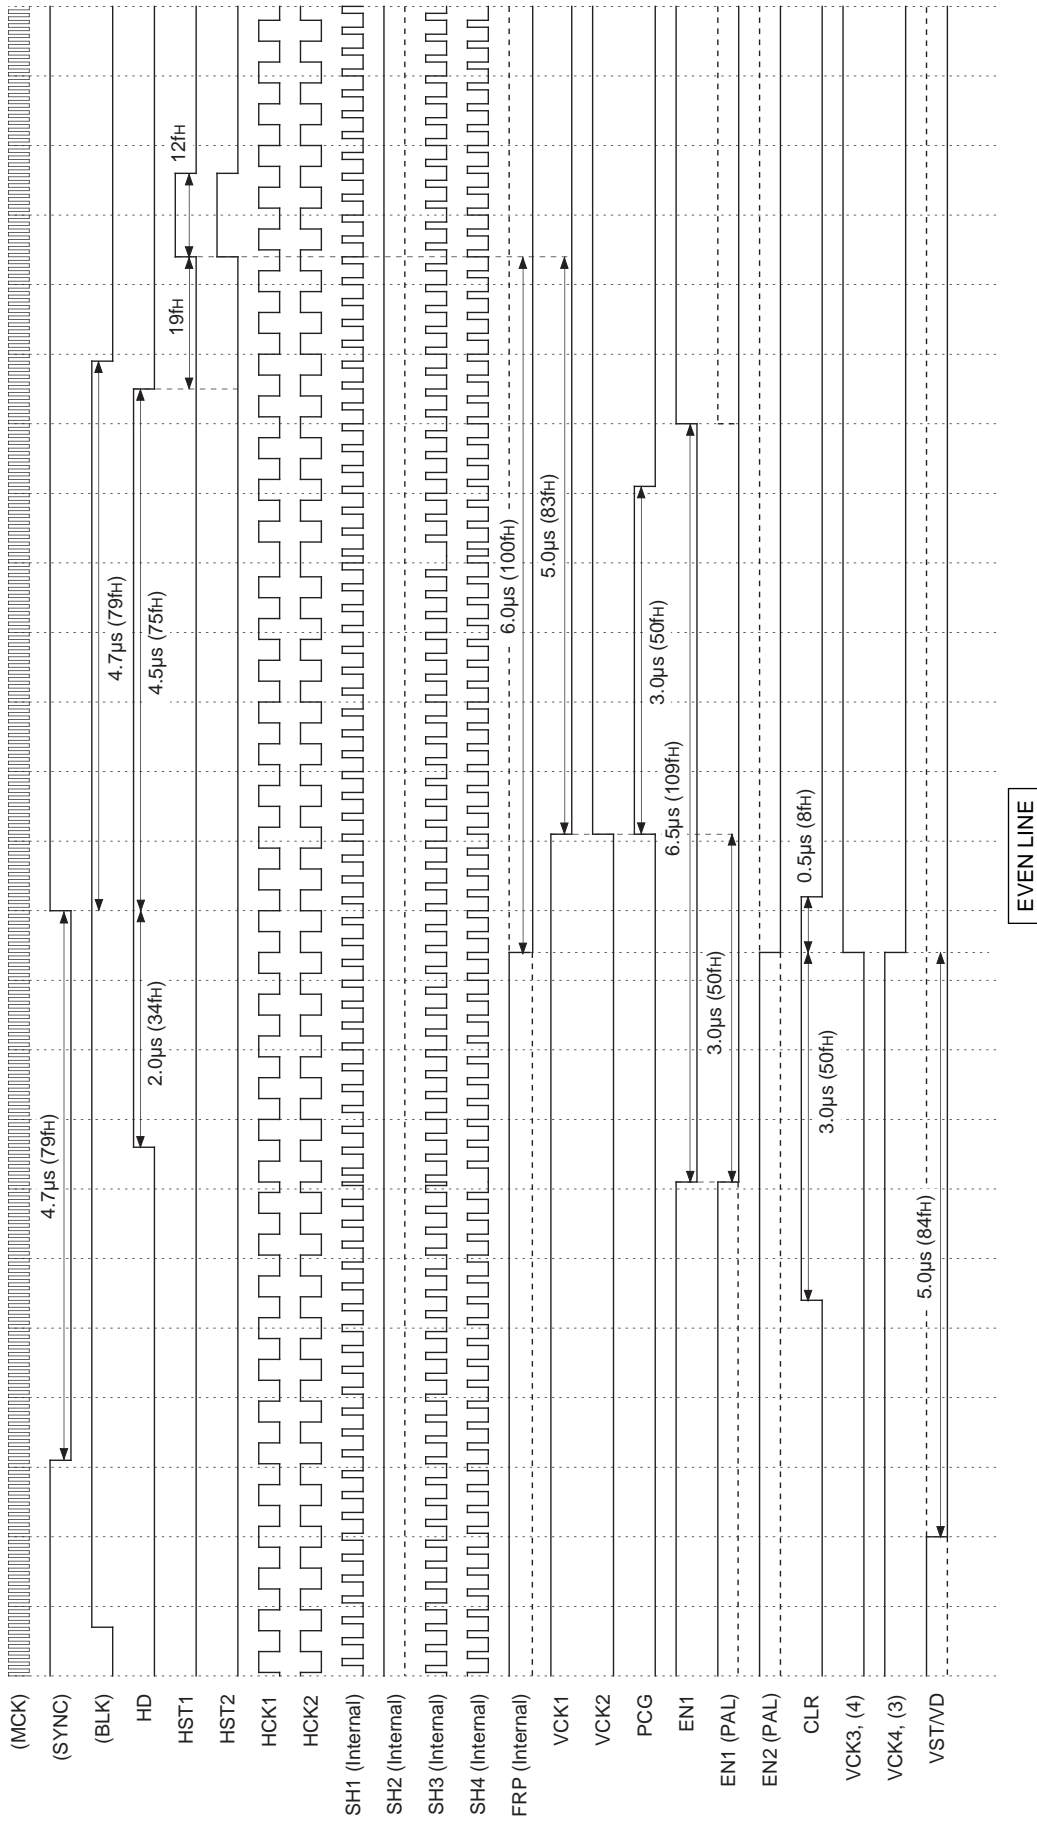 (MCK)
(SYNC)
(BLK)
HD
HST1
HST2
HCK1
HCK2
SH1 (Internal)
SH2 (Internal)
SH3 (Internal)
SH4 (Internal)
FRP (Internal)
VCK1
VCK2
PCG
EN1
EN1 (PAL)
EN2 (PAL)
CLR
VCK3, (4)
VCK4, (3)
VST/VD
4.7µs (79fH)
4.7µs (79fH)
2.0µs (34fH)
4.5µs (75fH)
19fH
12fH
6.0µs (100fH)
5.0µs (83fH)
3.0µs (50fH)
6.5µs (109fH)
3.0µs (50fH)
3.0µs (50fH)
0.5µs (8fH)
5.0µs (84fH)
EVEN LINE